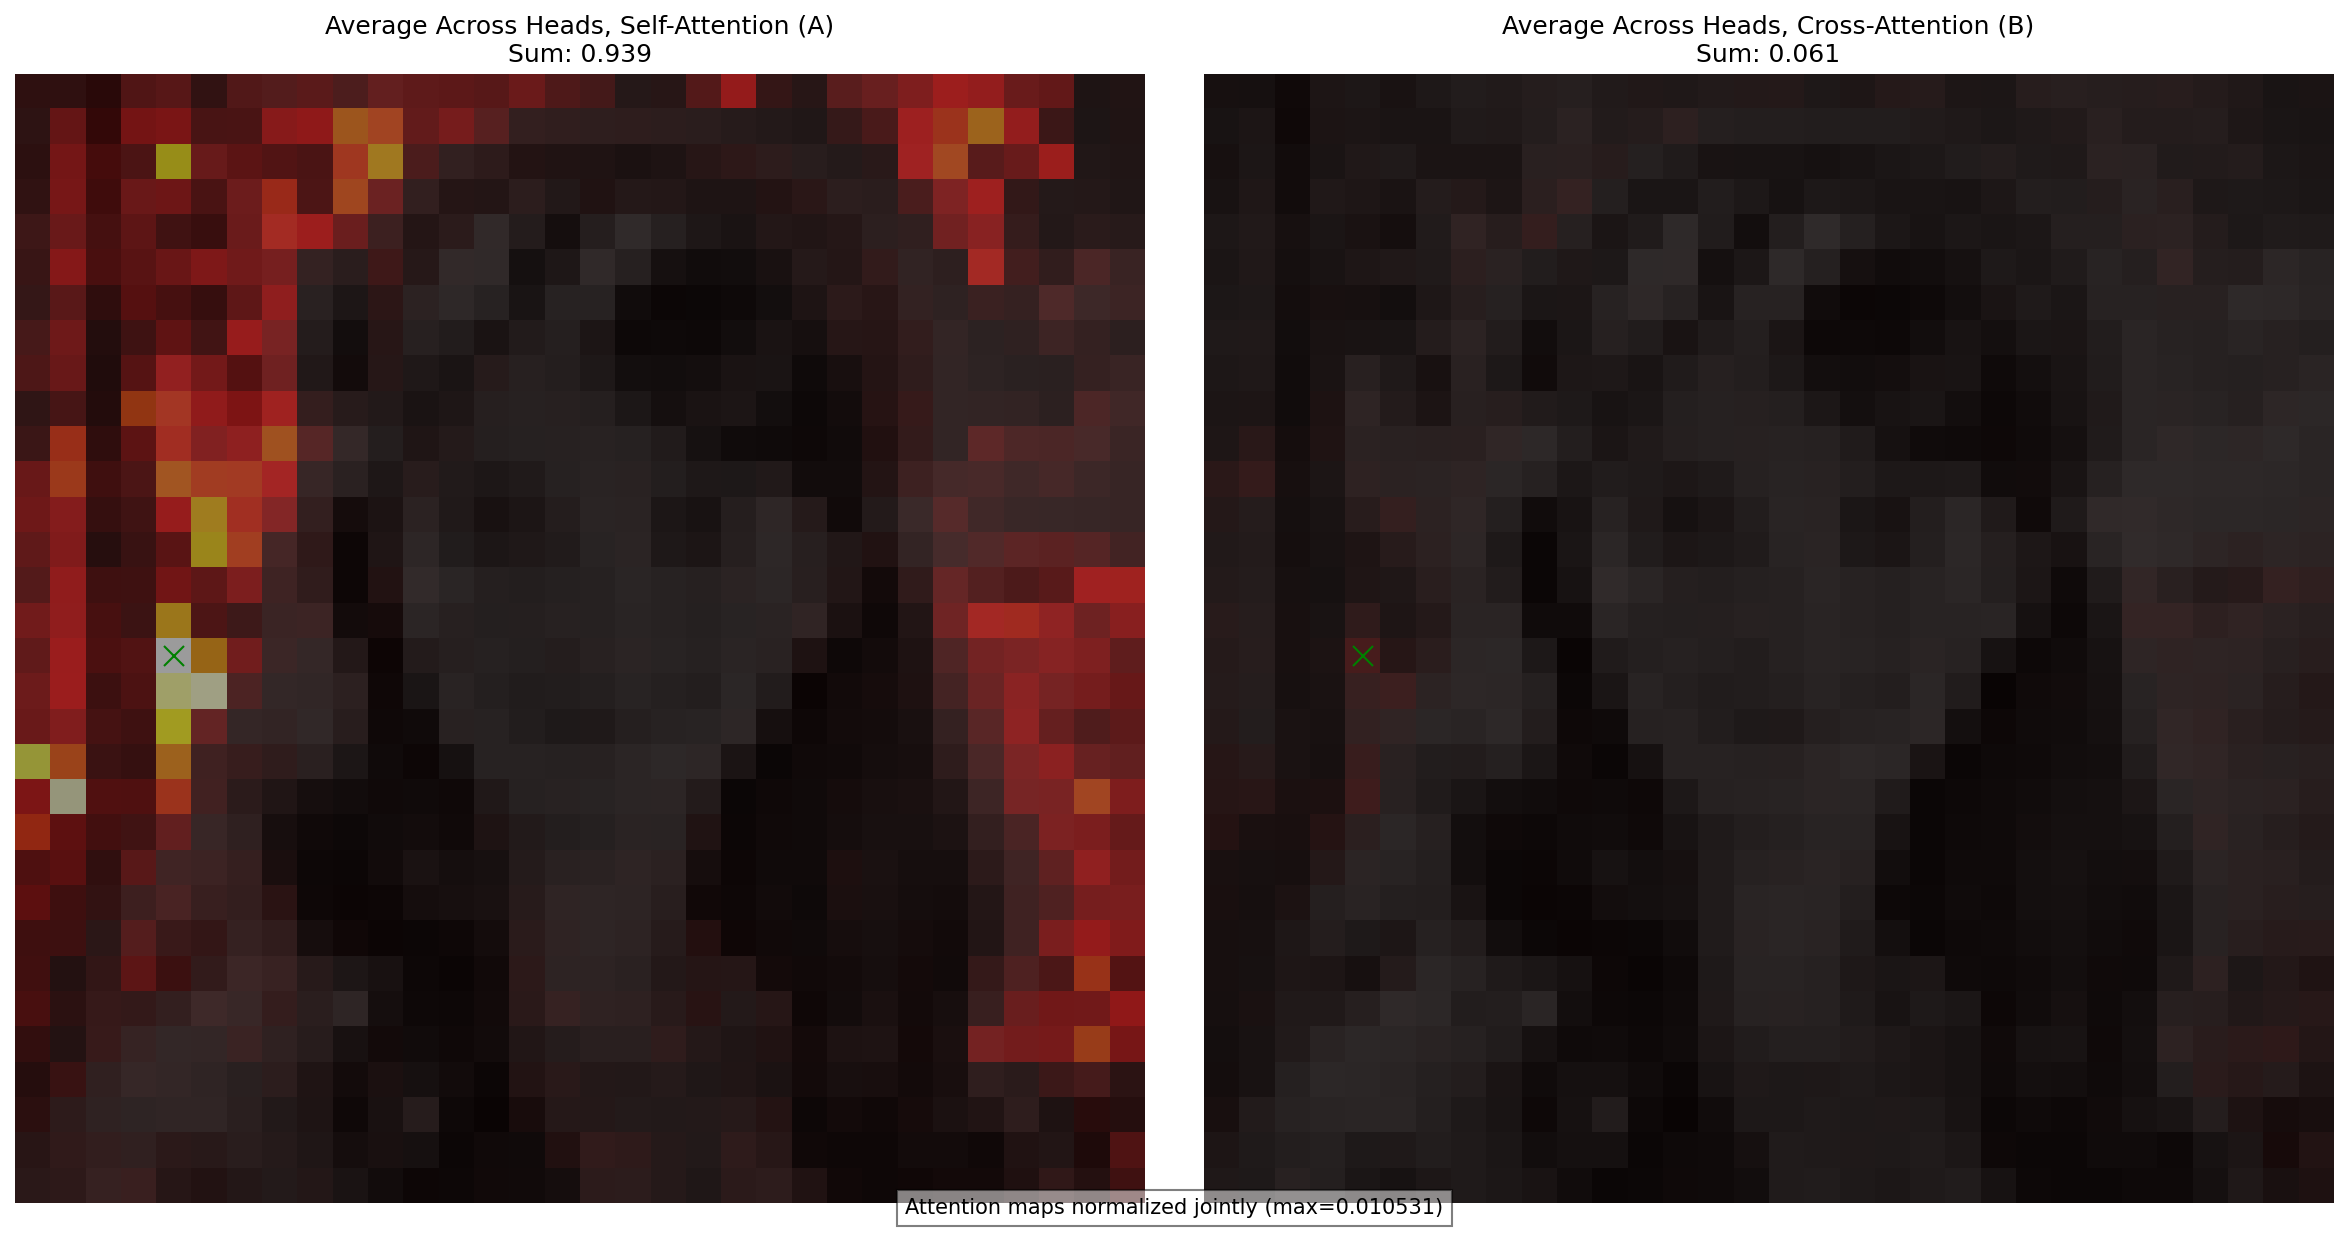 Average Across Heads, Self-Attention (A)
Sum: 0.939
Average Across Heads, Cross-Attention (B)
Sum: 0.061
Attention maps normalized jointly (max=0.010531)